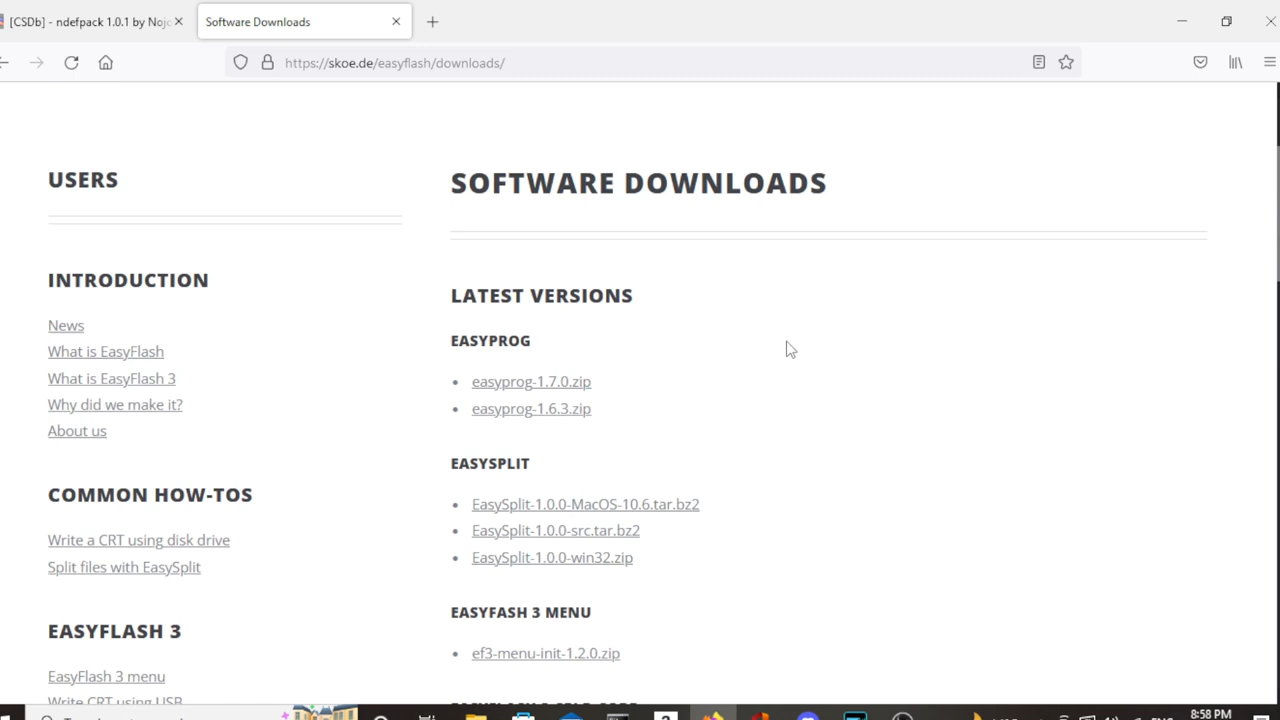 [CSDb] - ndefpack 1.0.1 by Nojo
Software Downloads
https://skoe.de/easyflash/downloads/
USERS
INTRODUCTION
News
What is EasyFlash
What is EasyFlash 3
Why did we make it?
About us
COMMON HOW-TOS
Write a CRT using disk drive
Split files with EasySplit
EASYFLASH 3
EasyFlash 3 menu
Write CRT using USB
SOFTWARE DOWNLOADS
LATEST VERSIONS
EASYPROG
• easyprog-1.7.0.zip
• easyprog-1.6.3.zip
EASYSPLIT
• EasySplit-1.0.0-MacOS-10.6.tar.bz2
• EasySplit-1.0.0-src.tar.bz2
• EasySplit-1.0.0-win32.zip
EASYFASH 3 MENU
• ef3-menu-init-1.2.0.zip
8:58 PM